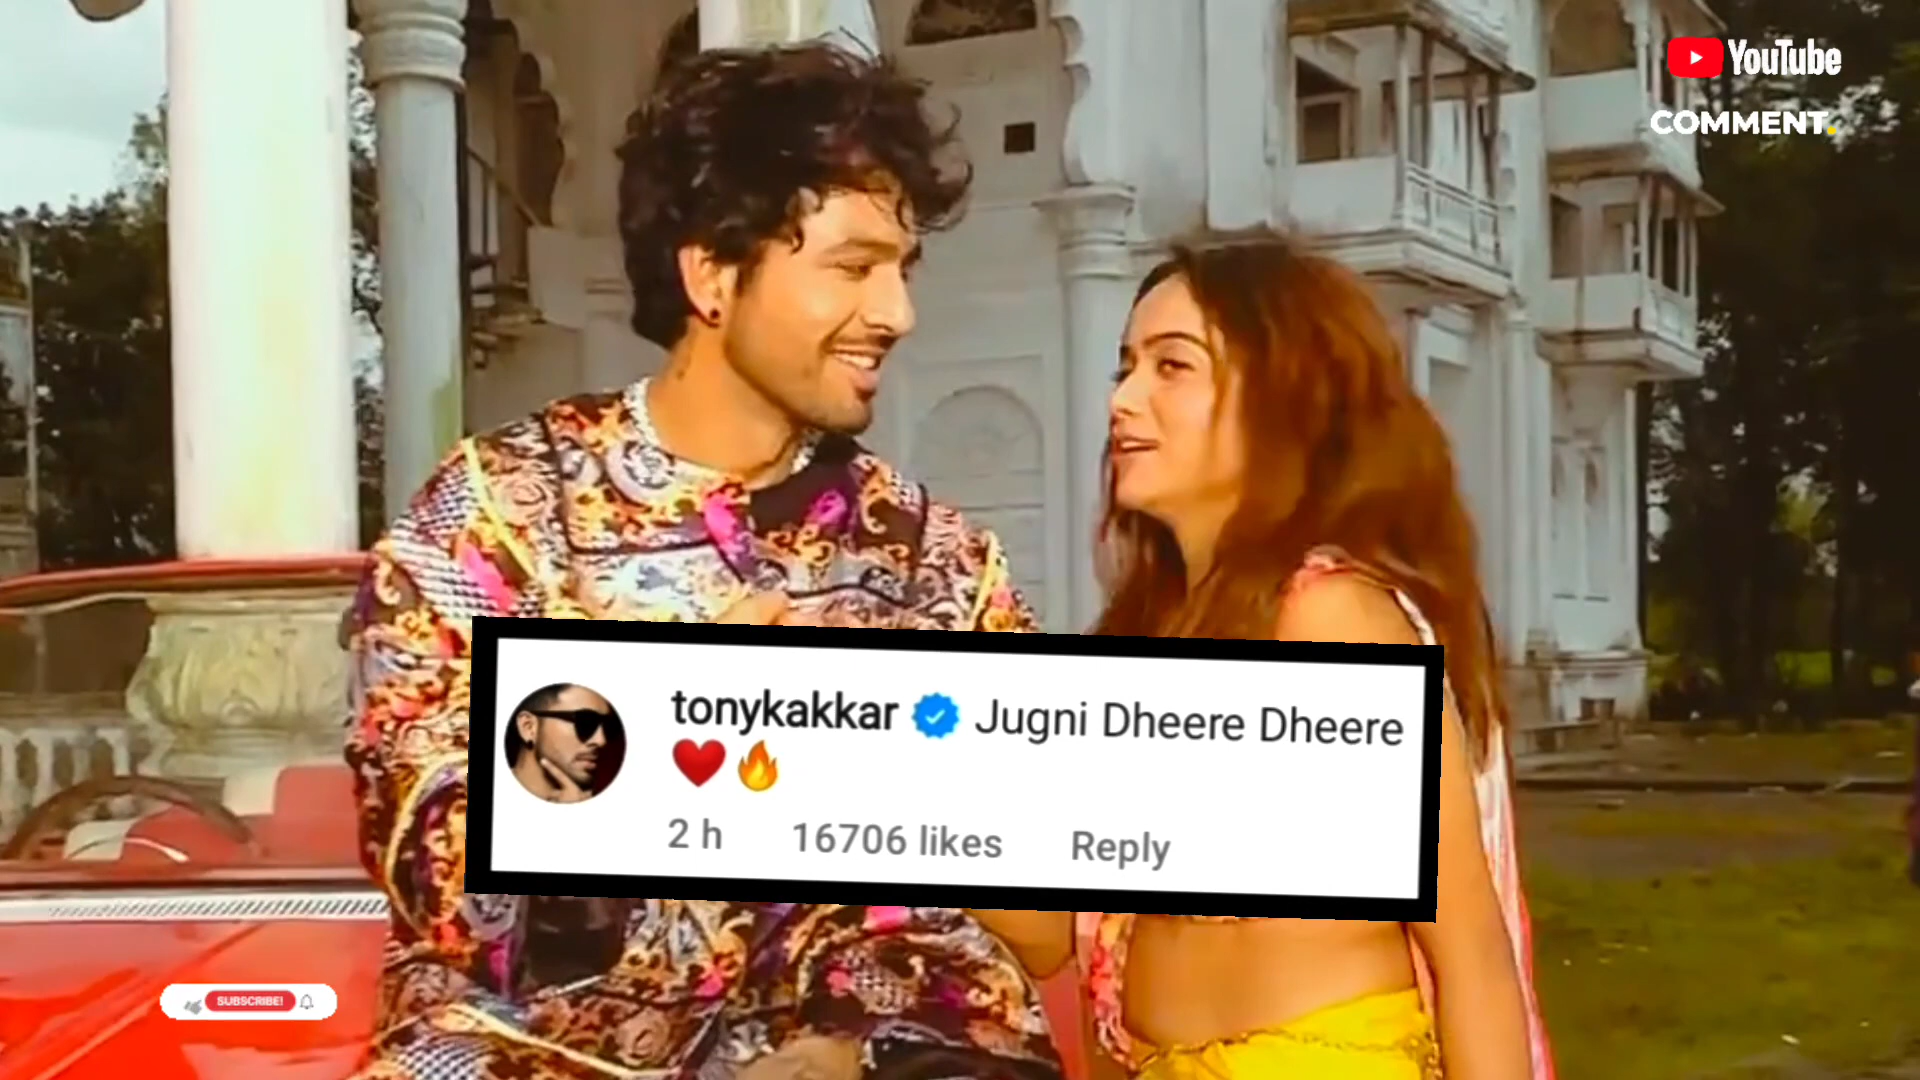 YouTube
COMMENT.
tonykakkar Jugni Dheere Dheere
❤️🔥
2 h 16706 likes Reply
SUBSCRIBE!